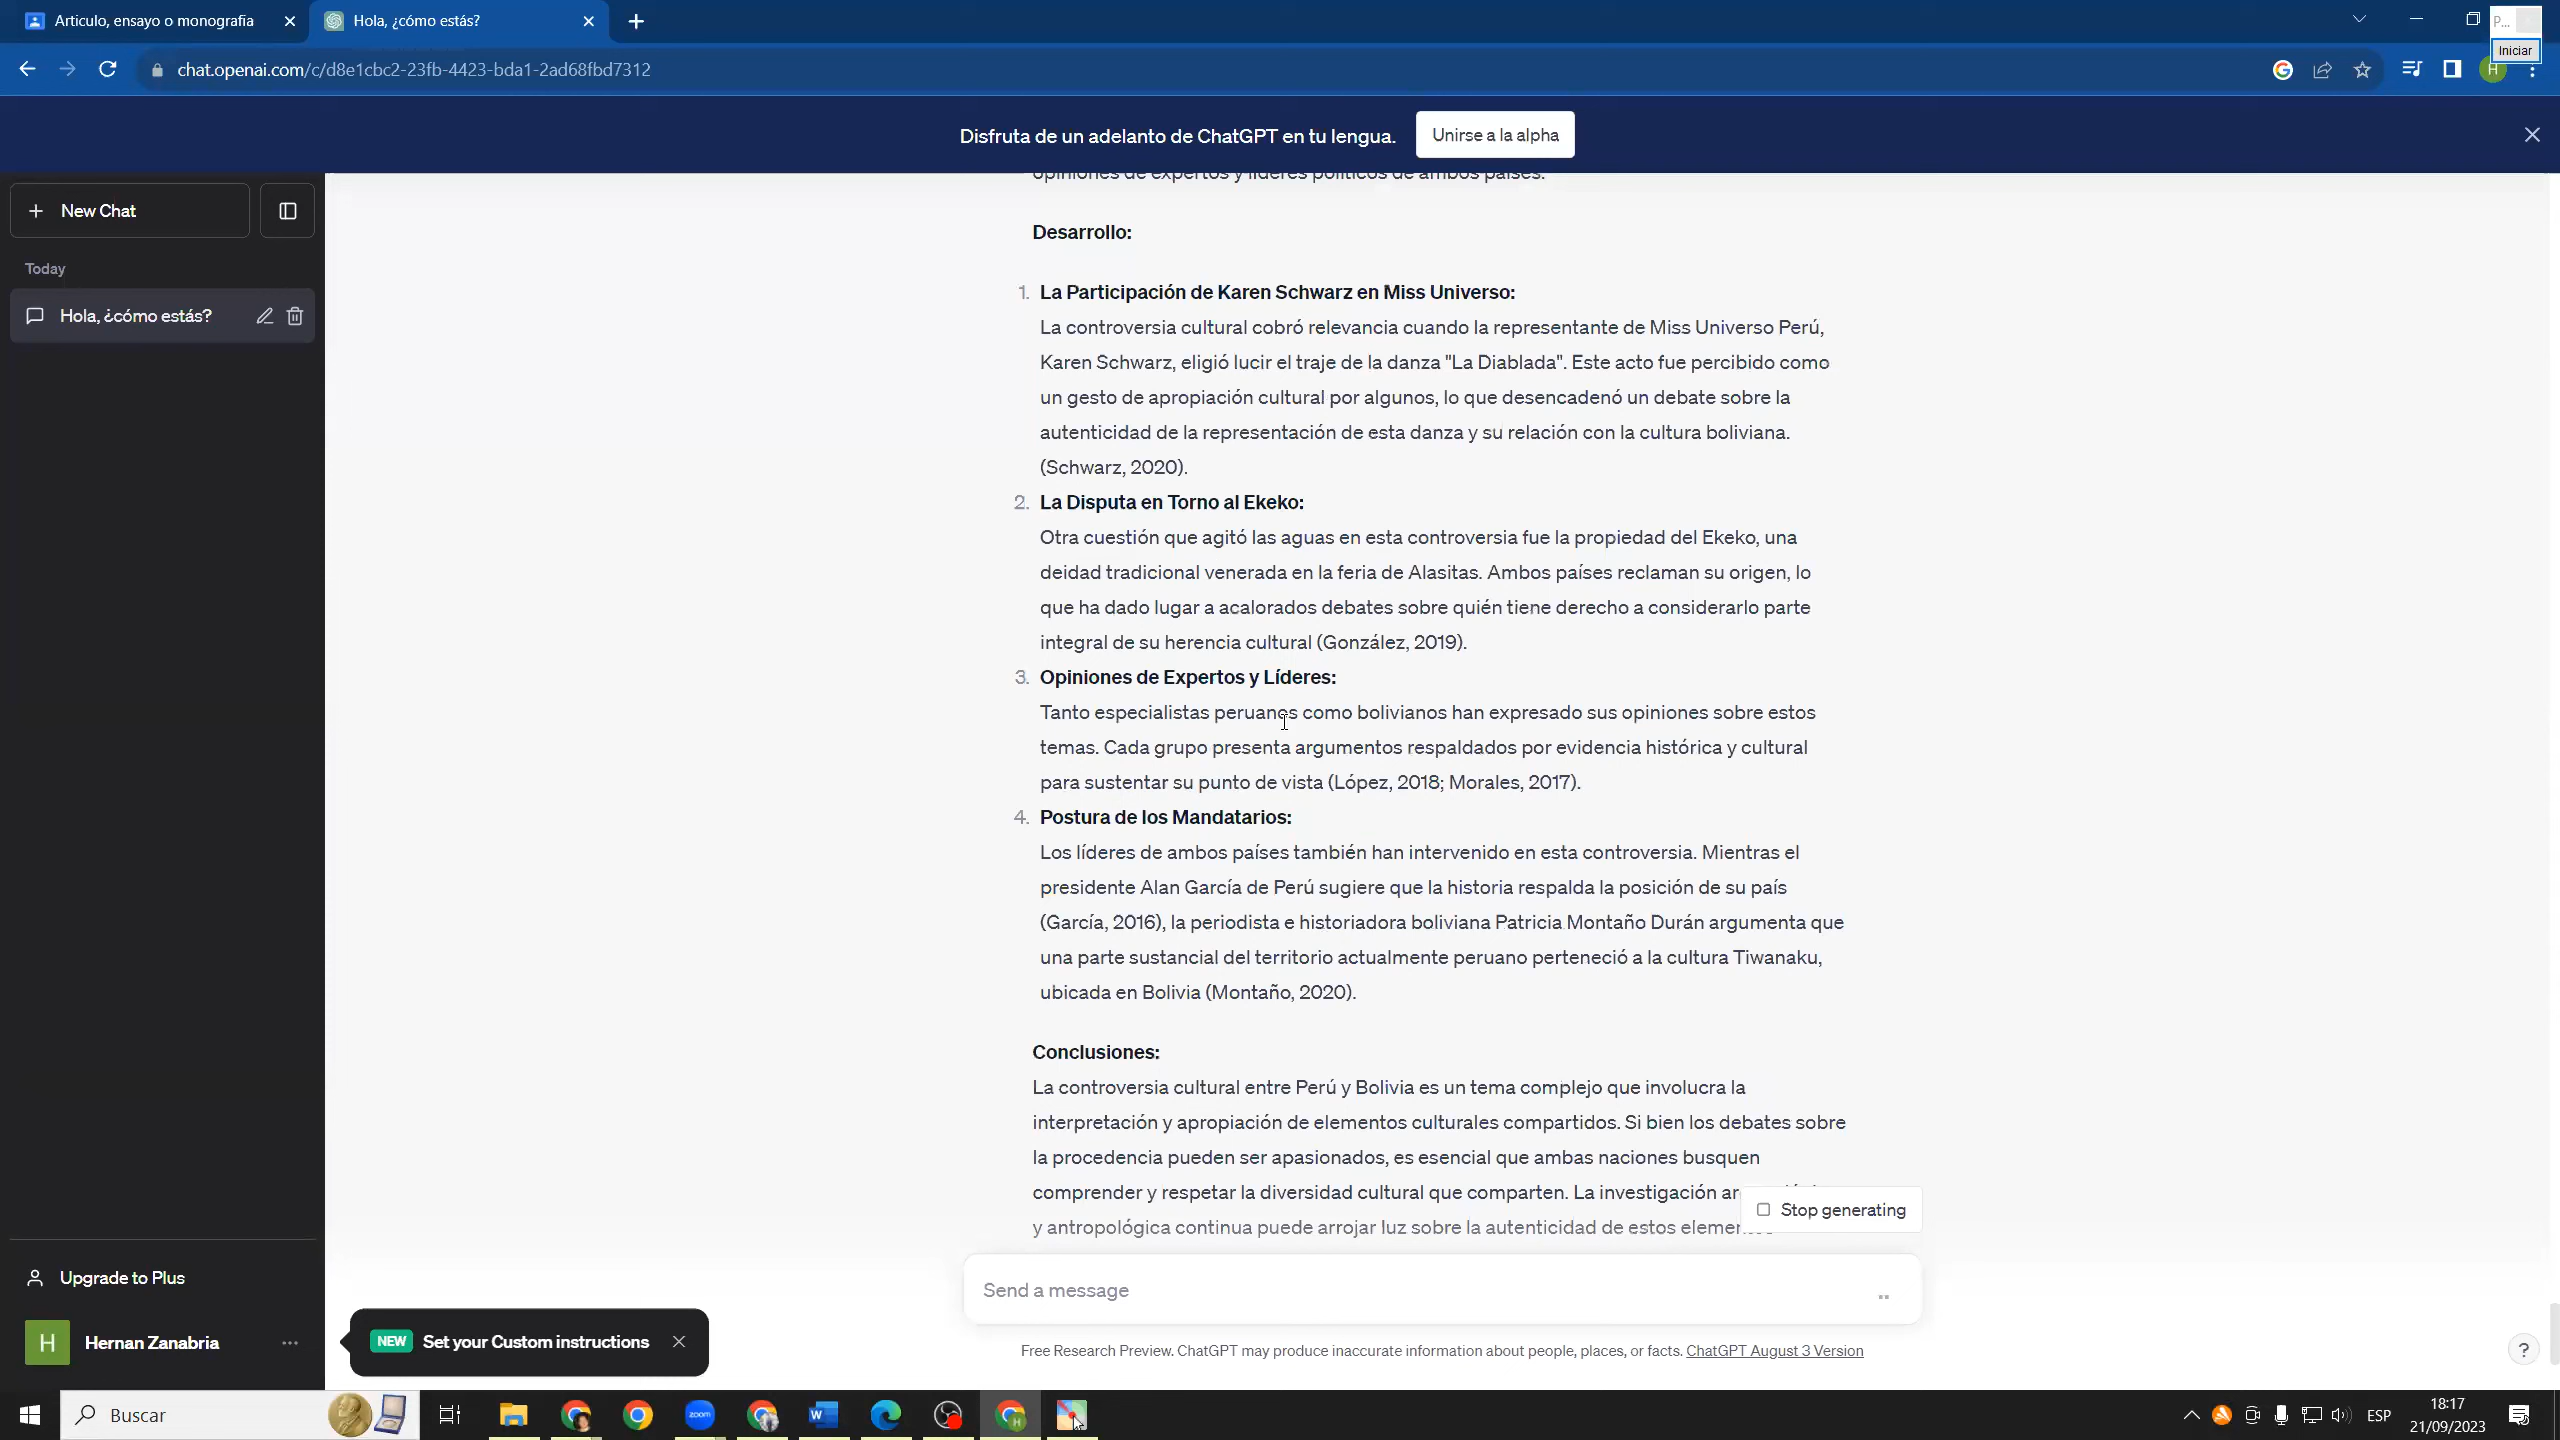 Articulo, ensayo o monografia
Hola, ¿cómo estás?
P...
Iniciar
chat.openai.com/c/d8e1cbc2-23fb-4423-bda1-2ad68fbd7312
H
Disfruta de un adelanto de ChatGPT en tu lengua.
Unirse a la alpha
New Chat
Today
Hola, ¿cómo estás?
opiniones de expertos y líderes políticos de ambos países.
Desarrollo:
1. La Participación de Karen Schwarz en Miss Universo:
La controversia cultural cobró relevancia cuando la representante de Miss Universo Perú,
Karen Schwarz, eligió lucir el traje de la danza "La Diablada". Este acto fue percibido como
un gesto de apropiación cultural por algunos, lo que desencadenó un debate sobre la
autenticidad de la representación de esta danza y su relación con la cultura boliviana.
(Schwarz, 2020).
2. La Disputa en Torno al Ekeko:
Otra cuestión que agitó las aguas en esta controversia fue la propiedad del Ekeko, una
deidad tradicional venerada en la feria de Alasitas. Ambos países reclaman su origen, lo
que ha dado lugar a acalorados debates sobre quién tiene derecho a considerarlo parte
integral de su herencia cultural (González, 2019).
3. Opiniones de Expertos y Líderes:
Tanto especialistas peruanos como bolivianos han expresado sus opiniones sobre estos
temas. Cada grupo presenta argumentos respaldados por evidencia histórica y cultural
para sustentar su punto de vista (López, 2018; Morales, 2017).
4. Postura de los Mandatarios:
Los líderes de ambos países también han intervenido en esta controversia. Mientras el
presidente Alan García de Perú sugiere que la historia respalda la posición de su país
(García, 2016), la periodista e historiadora boliviana Patricia Montaño Durán argumenta que
una parte sustancial del territorio actualmente peruano perteneció a la cultura Tiwanaku,
ubicada en Bolivia (Montaño, 2020).
Conclusiones:
La controversia cultural entre Perú y Bolivia es un tema complejo que involucra la
interpretación y apropiación de elementos culturales compartidos. Si bien los debates sobre
la procedencia pueden ser apasionados, es esencial que ambas naciones busquen
comprender y respetar la diversidad cultural que comparten. La investigación
y antropológica continua puede arrojar luz sobre la autenticidad de estos
Stop generating
Send a message
Free Research Preview. ChatGPT may produce inaccurate information about people, places, or facts. ChatGPT August 3 Version
Upgrade to Plus
H Hernan Zanabria
NEW Set your Custom instructions
?
Buscar
zoom
ESP
18:17
21/09/2023